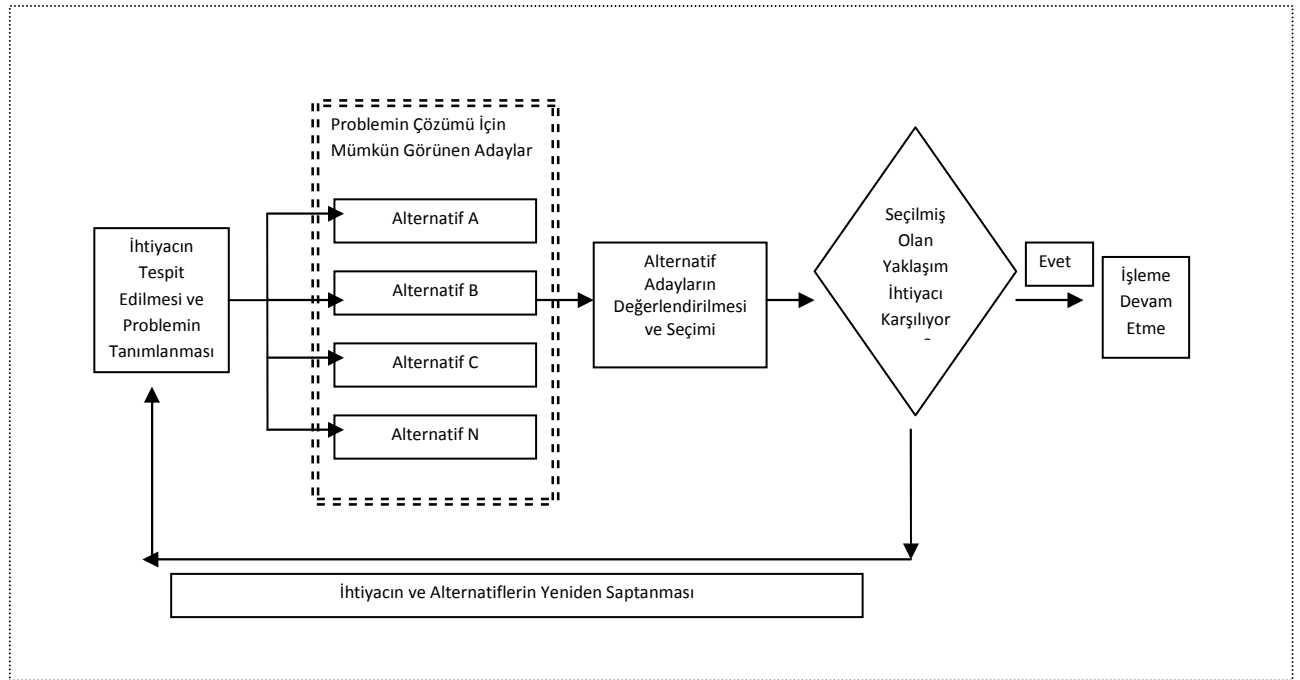 Problemin Çözümü İçin
Mümkün Görünen Adaylar
İhtiyacın
Tespit
Edilmesi ve
Problemin
Tanımlanması
Alternatif A
Alternatif B
Alternatif C
Alternatif N
Alternatif
Adayların
Değerlendirilmesi
ve Seçimi
Seçilmiş
Olan
Yaklaşım
İhtiyacı
Karşılıyor
Evet
İşleme
Devam
Etme
İhtiyacın ve Alternatiflerin Yeniden Saptanması